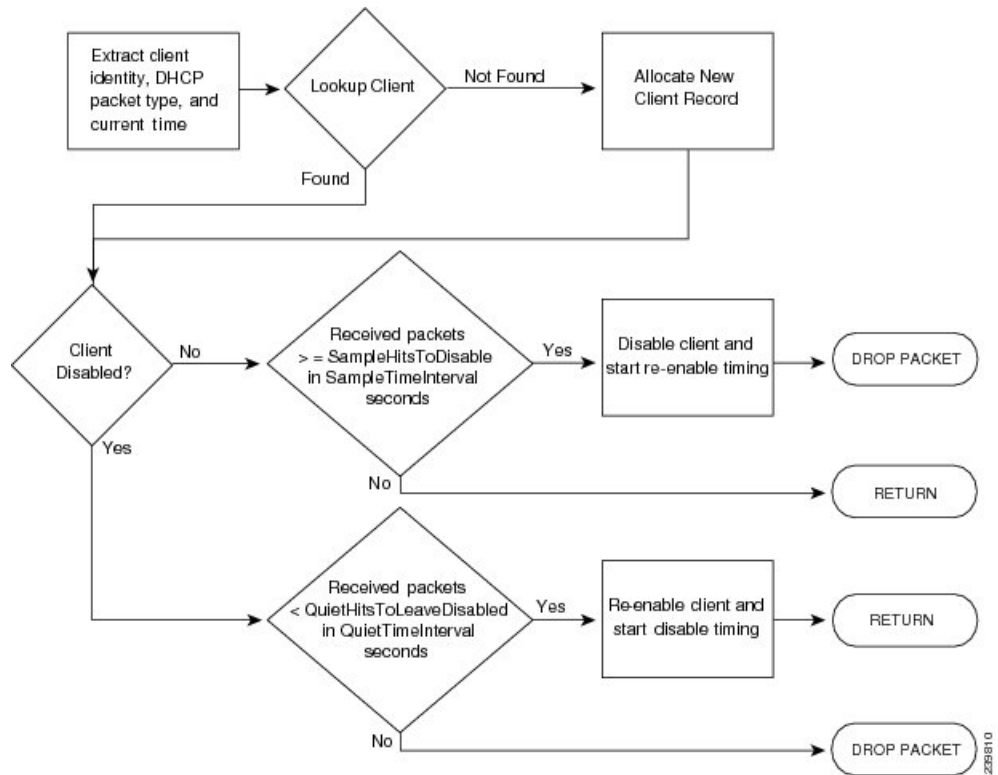 Extract client
identity, DHCP
packet type, and
current time
Lookup Client
Not Found
Allocate New
Client Record
Found
Client
Disabled?
No
Received packets
> = SampleHitsToDisable
in SampleTimeInterval
seconds
Yes
Disable client and
start re-enable timing
DROP PACKET
Yes
No
RETURN
Received packets
< QuietHitsToLeaveDisabled
in QuietTimeInterval
seconds
Yes
Re-enable client and
start disable timing
RETURN
No
DROP PACKET
239810